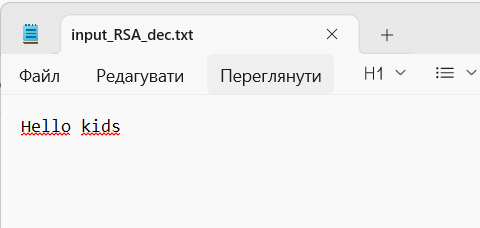 input_RSA_dec.txt
Файл Редагувати Переглянути H1
Hello kids